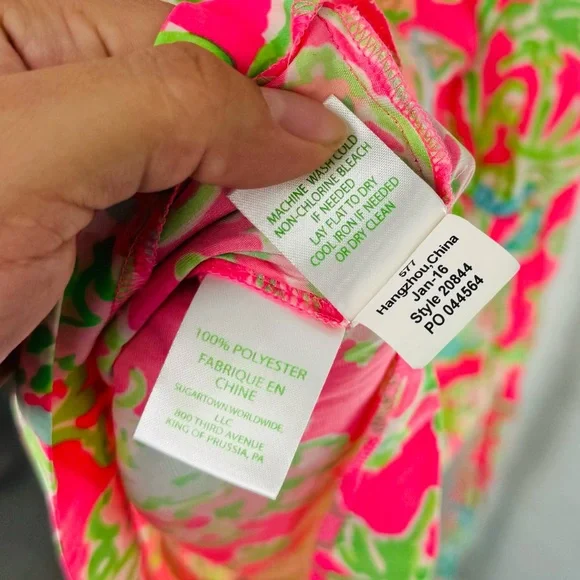 MACHINE WASH COLD
NON-CHLORINE BLEACH
IF NEEDED
LAY FLAT TO DRY
COOL IRON IF NEEDED
OR DRY CLEAN
577
Hangzhou,China
Jan-16
Style 20844
PO 044564
100% POLYESTER
FABRIQUE EN
CHINE
SUGARTOWN WORLDWIDE,
LLC
800 THIRD AVENUE
KING OF PRUSSIA, PA